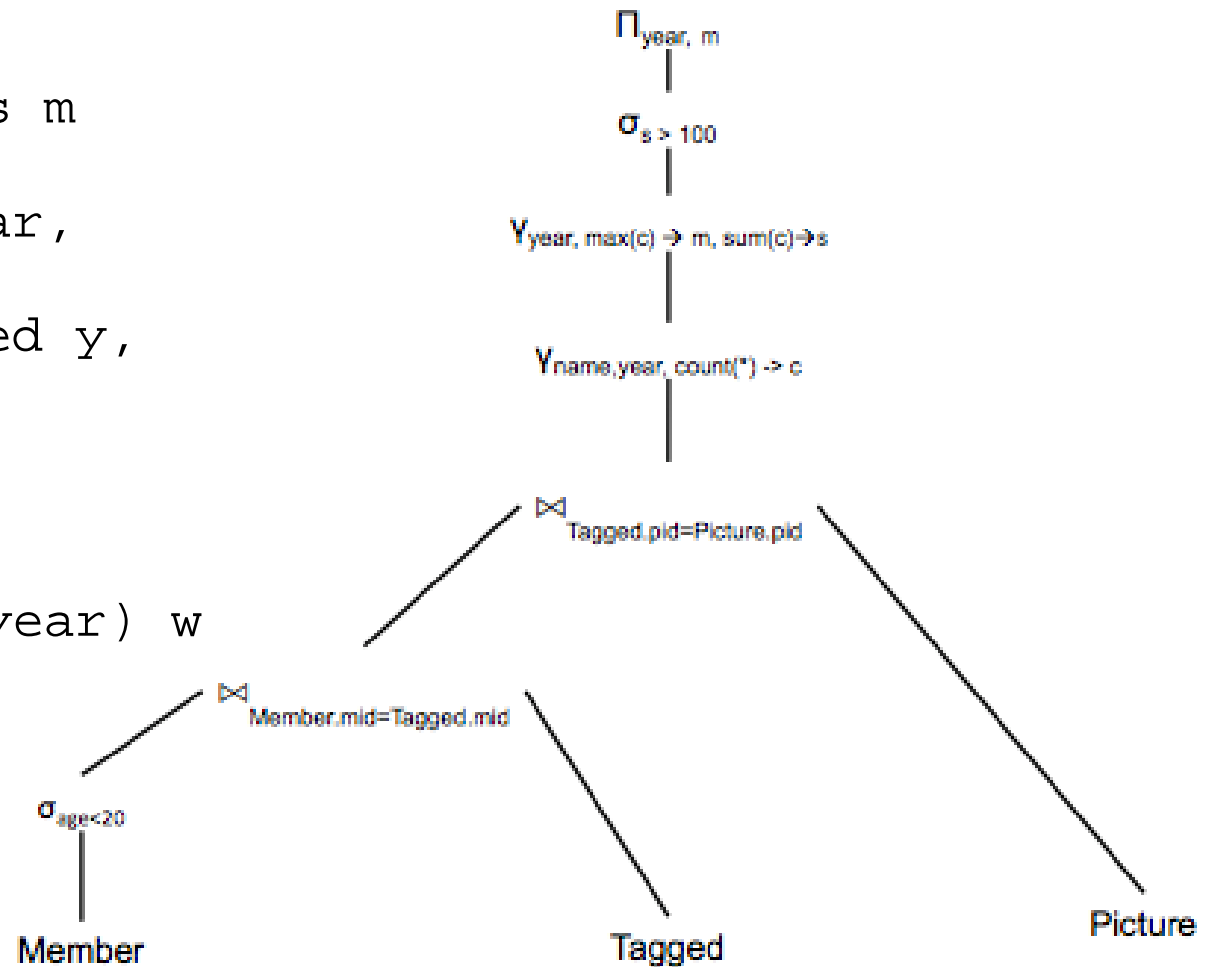 Π year, m
s m
σ s > 100
ar,
γ year, max(c) → m, sum(c)→s
ed y,
γ name,year, count(*) -> c
⋈ Tagged.pid=Picture.pid
year) w
⋈ Member.mid=Tagged.mid
σ age<20
Member
Tagged
Picture